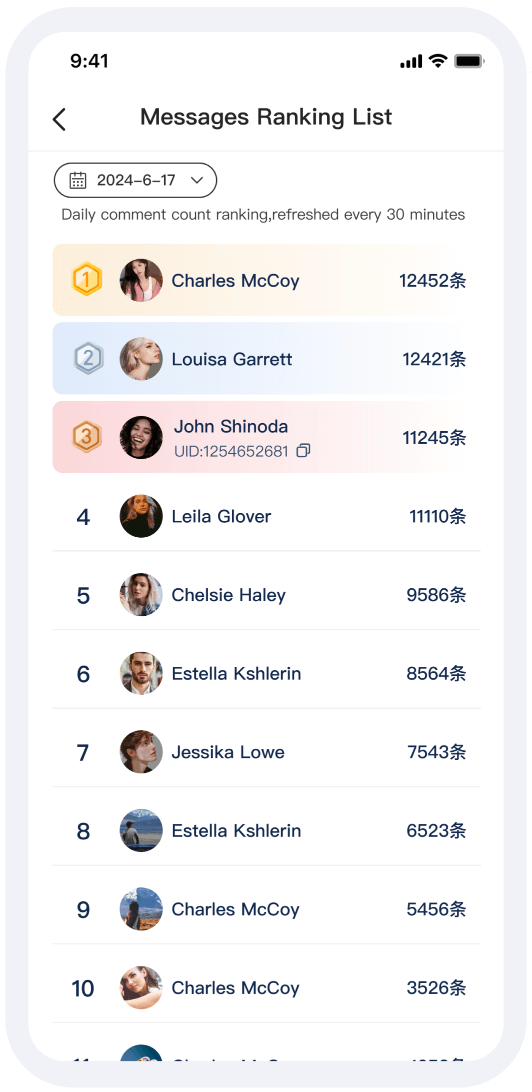 9:41
Messages Ranking List
2024-6-17
Daily comment count ranking,refreshed every 30 minutes
1 Charles McCoy 12452条
2 Louisa Garrett 12421条
3 John Shinoda 11245条
UID:1254652681
4 Leila Glover 11110条
5 Chelsie Haley 9586条
6 Estella Kshlerin 8564条
7 Jessika Lowe 7543条
8 Estella Kshlerin 6523条
9 Charles McCoy 5456条
10 Charles McCoy 3526条